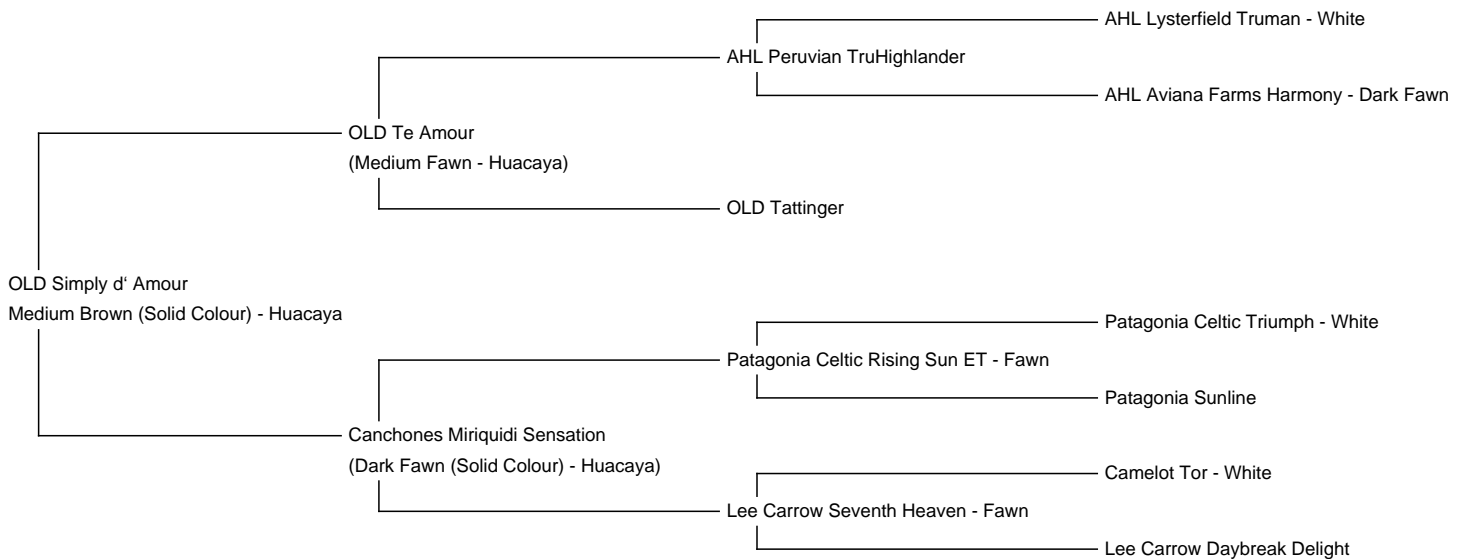 AHL Lysterfield Truman - White
AHL Peruvian TruHighlander
AHL Aviana Farms Harmony - Dark Fawn
OLD Te Amour
(Medium Fawn - Huacaya)
OLD Tattinger
OLD Simply d‘ Amour
Medium Brown (Solid Colour) - Huacaya
Patagonia Celtic Triumph - White
Patagonia Celtic Rising Sun ET - Fawn
Patagonia Sunline
Canchones Miriquidi Sensation
(Dark Fawn (Solid Colour) - Huacaya)
Camelot Tor - White
Lee Carrow Seventh Heaven - Fawn
Lee Carrow Daybreak Delight